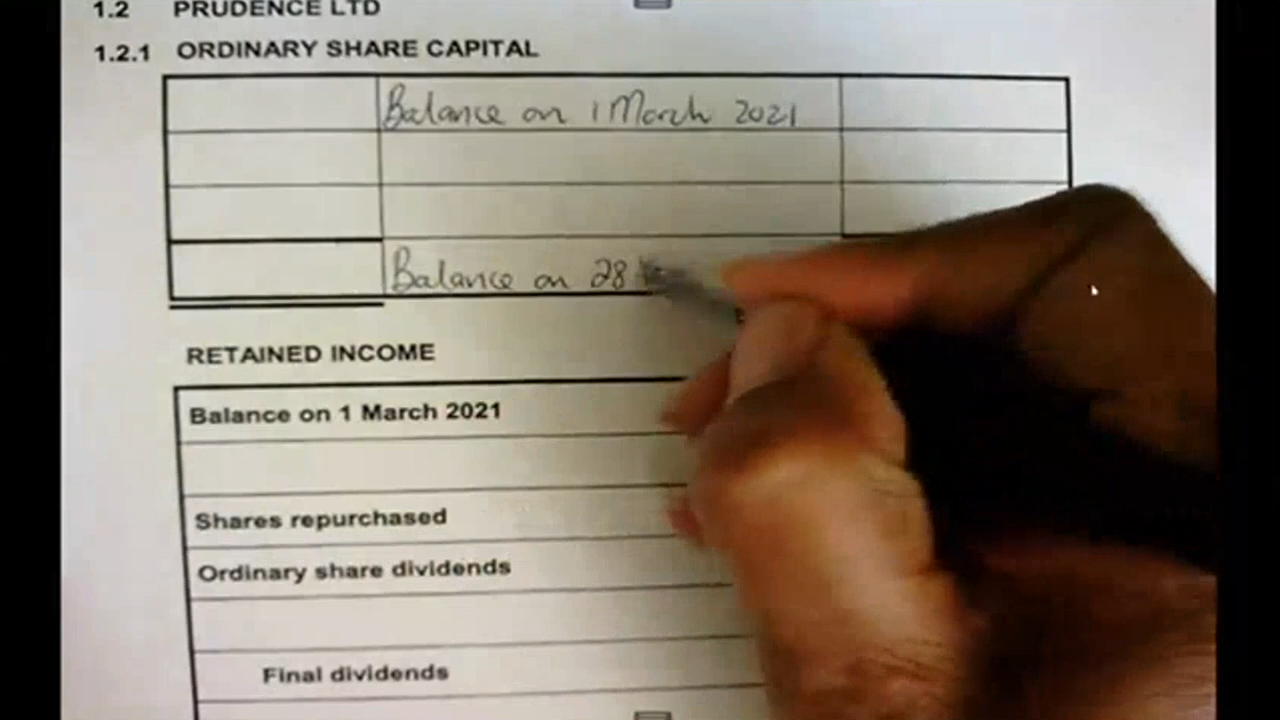 1.2 PRUDENCE LTD
1.2.1 ORDINARY SHARE CAPITAL
Balance on 1 March 2021
Balance on 28
RETAINED INCOME
Balance on 1 March 2021
Shares repurchased
Ordinary share dividends
Final dividends